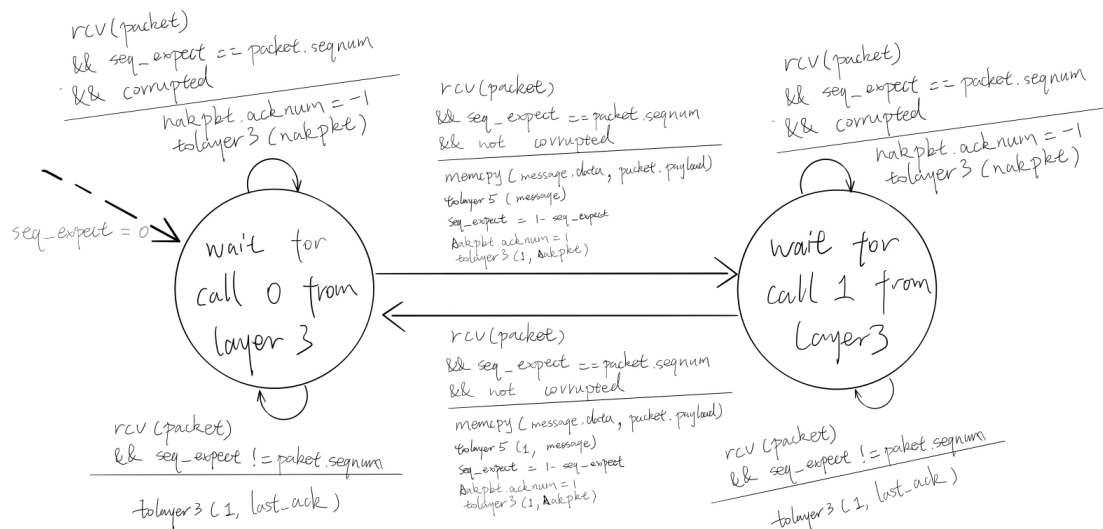 rcv(packet)
&& seq_expect == packet.seqnum
&& corrupted
nakpkt.acknum = -1
tolayer3 (nakpkt)
seq_expect = 0
wait for
call 0 from
layer 3
rcv(packet)
&& seq_expect != paket.seqnum
tolayer3 (1, last_ack)
rcv(packet)
&& seq_expect == packet.seqnum
&& not corrupted
memcpy (message.data, packet.payload)
tolayer5 (message)
seq_expect = 1- seq_expect
Aakpkt.acknum = 1
tolayer3 (1, Aakpket)
rcv(packet)
&& seq_expect == packet.seqnum
&& not corrupted
memcpy (message.data, packet.payload)
tolayer5 (1, message)
seq_expect = 1- seq_expect
Aakpkt.acknum = 1
tolayer3 (1, Aakpkt)
rcv(packet)
&& seq_expect == packet.seqnum
&& corrupted
nakpkt.acknum = -1
tolayer3 (nakpkt)
wait for
call 1 from
Layer3
rcv(packet)
&& seq_expect != paket.seqnum
tolayer3 (1, last_ack)